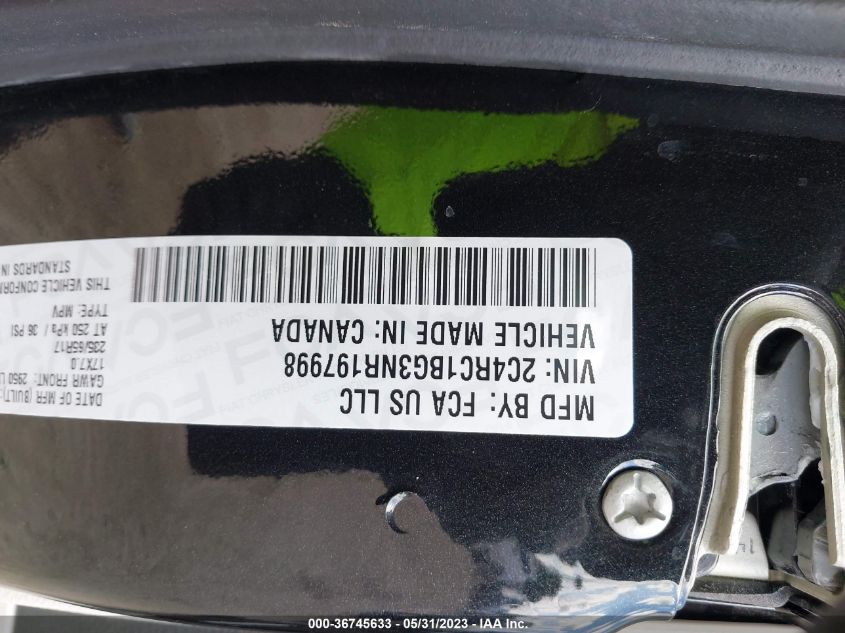 MFD BY: FCA US LLC
VIN: 2C4RC1BG3NR197998
VEHICLE MADE IN: CANADA
DATE OF MFR (BUILT):
GAWR FRONT: 2950 L
17X7.0
235/65R17
AT 250 kPa / 36 PSI
TYPE: MPV
THIS VEHICLE CONFORM
STANDARDS IN
000-36745633 - 05/31/2023 - IAA Inc.